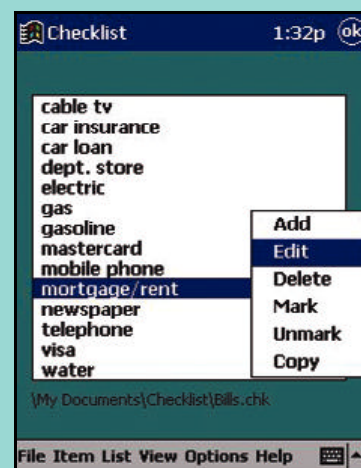 Checklist 1:32p ok
cable tv
car insurance
car loan
dept. store
electric
gas
gasoline
mastercard
mobile phone
mortgage/rent
newspaper
telephone
visa
water
Add
Edit
Delete
Mark
Unmark
Copy
\My Documents\Checklist\Bills.chk
File Item List View Options Help